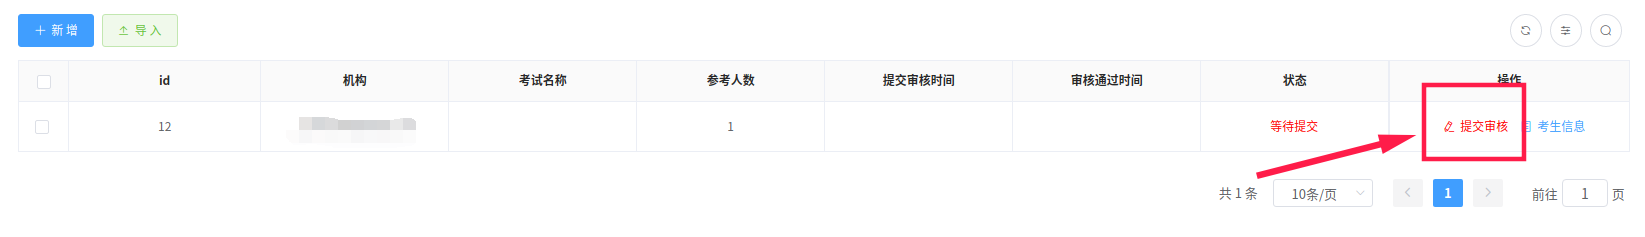 新增 导入
id 机构 考试名称 参考人数 提交审核时间 审核通过时间 状态 操作
12 1 等待提交 提交审核 考生信息
共 1 条 10条/页 1 前往 1 页